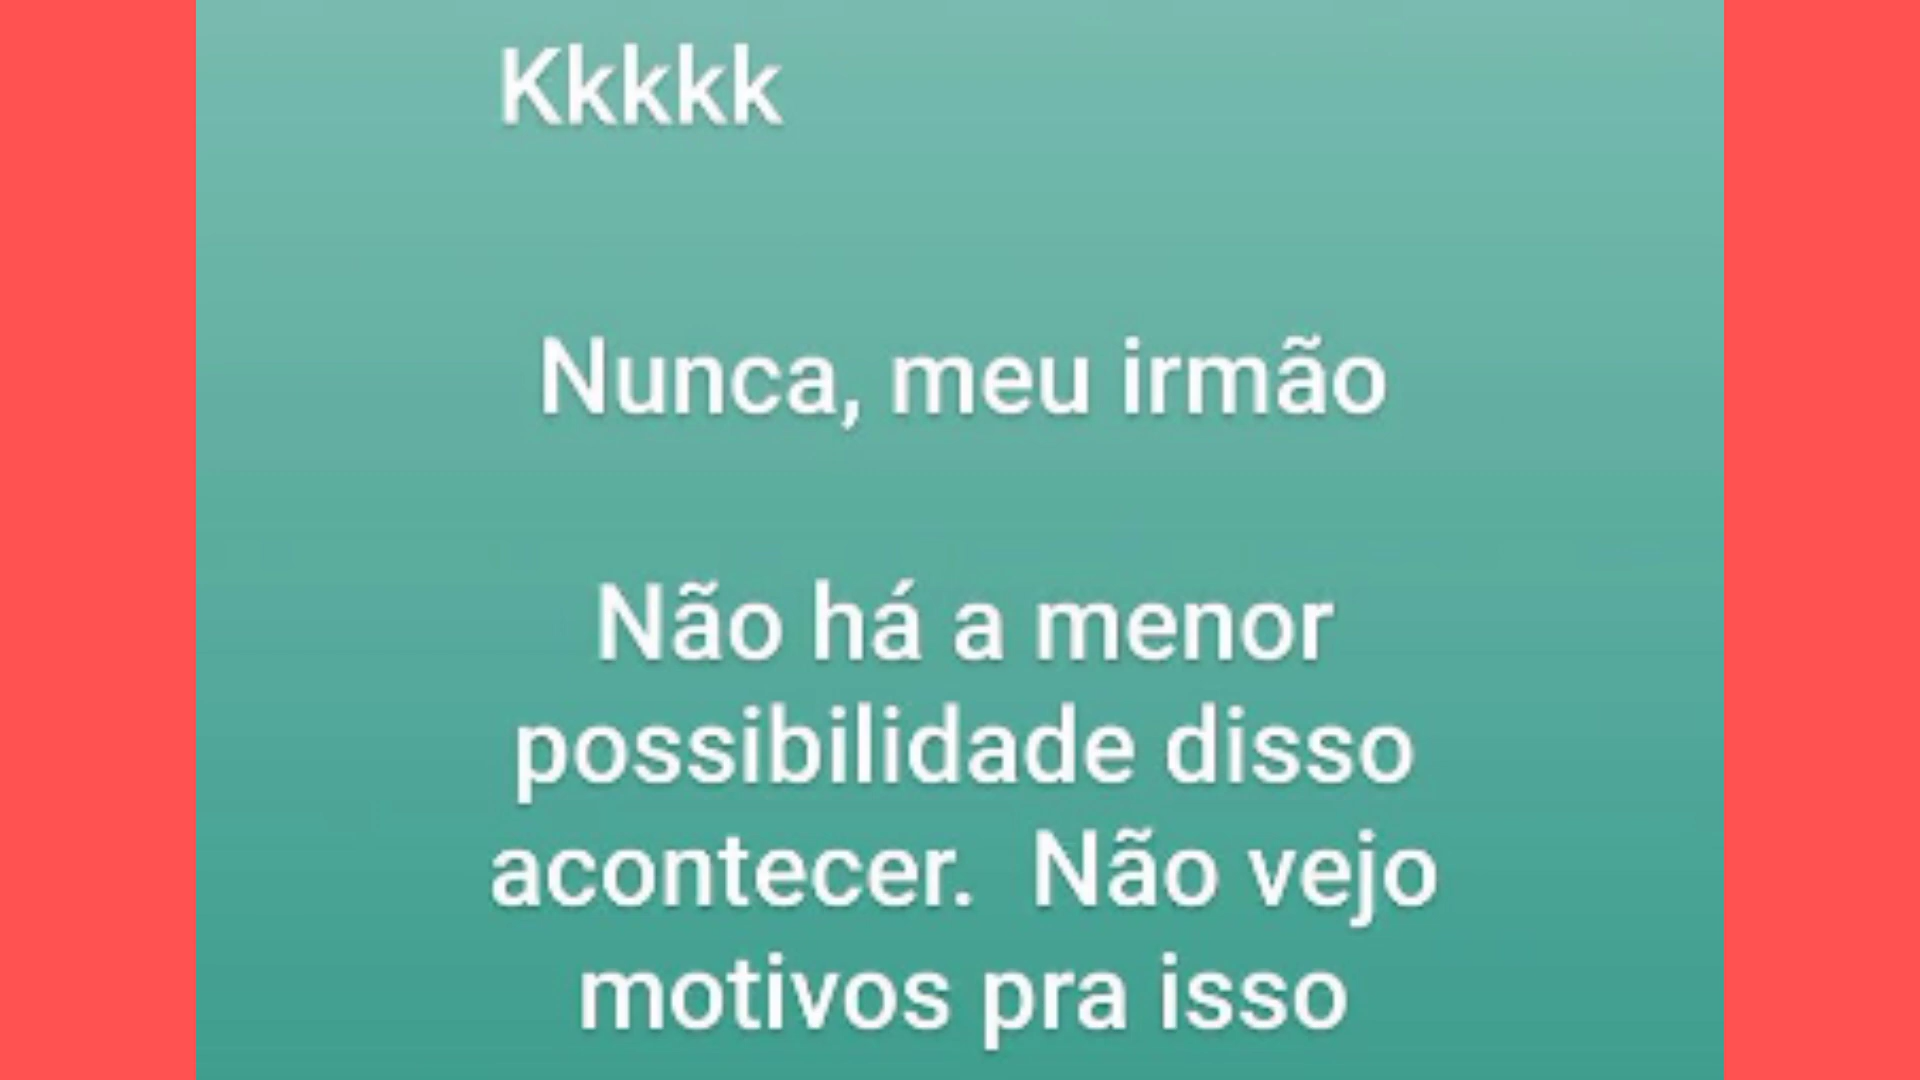 Kkkkk
Nunca, meu irmão
Não há a menor
possibilidade disso
acontecer.  Não vejo
motivos pra isso